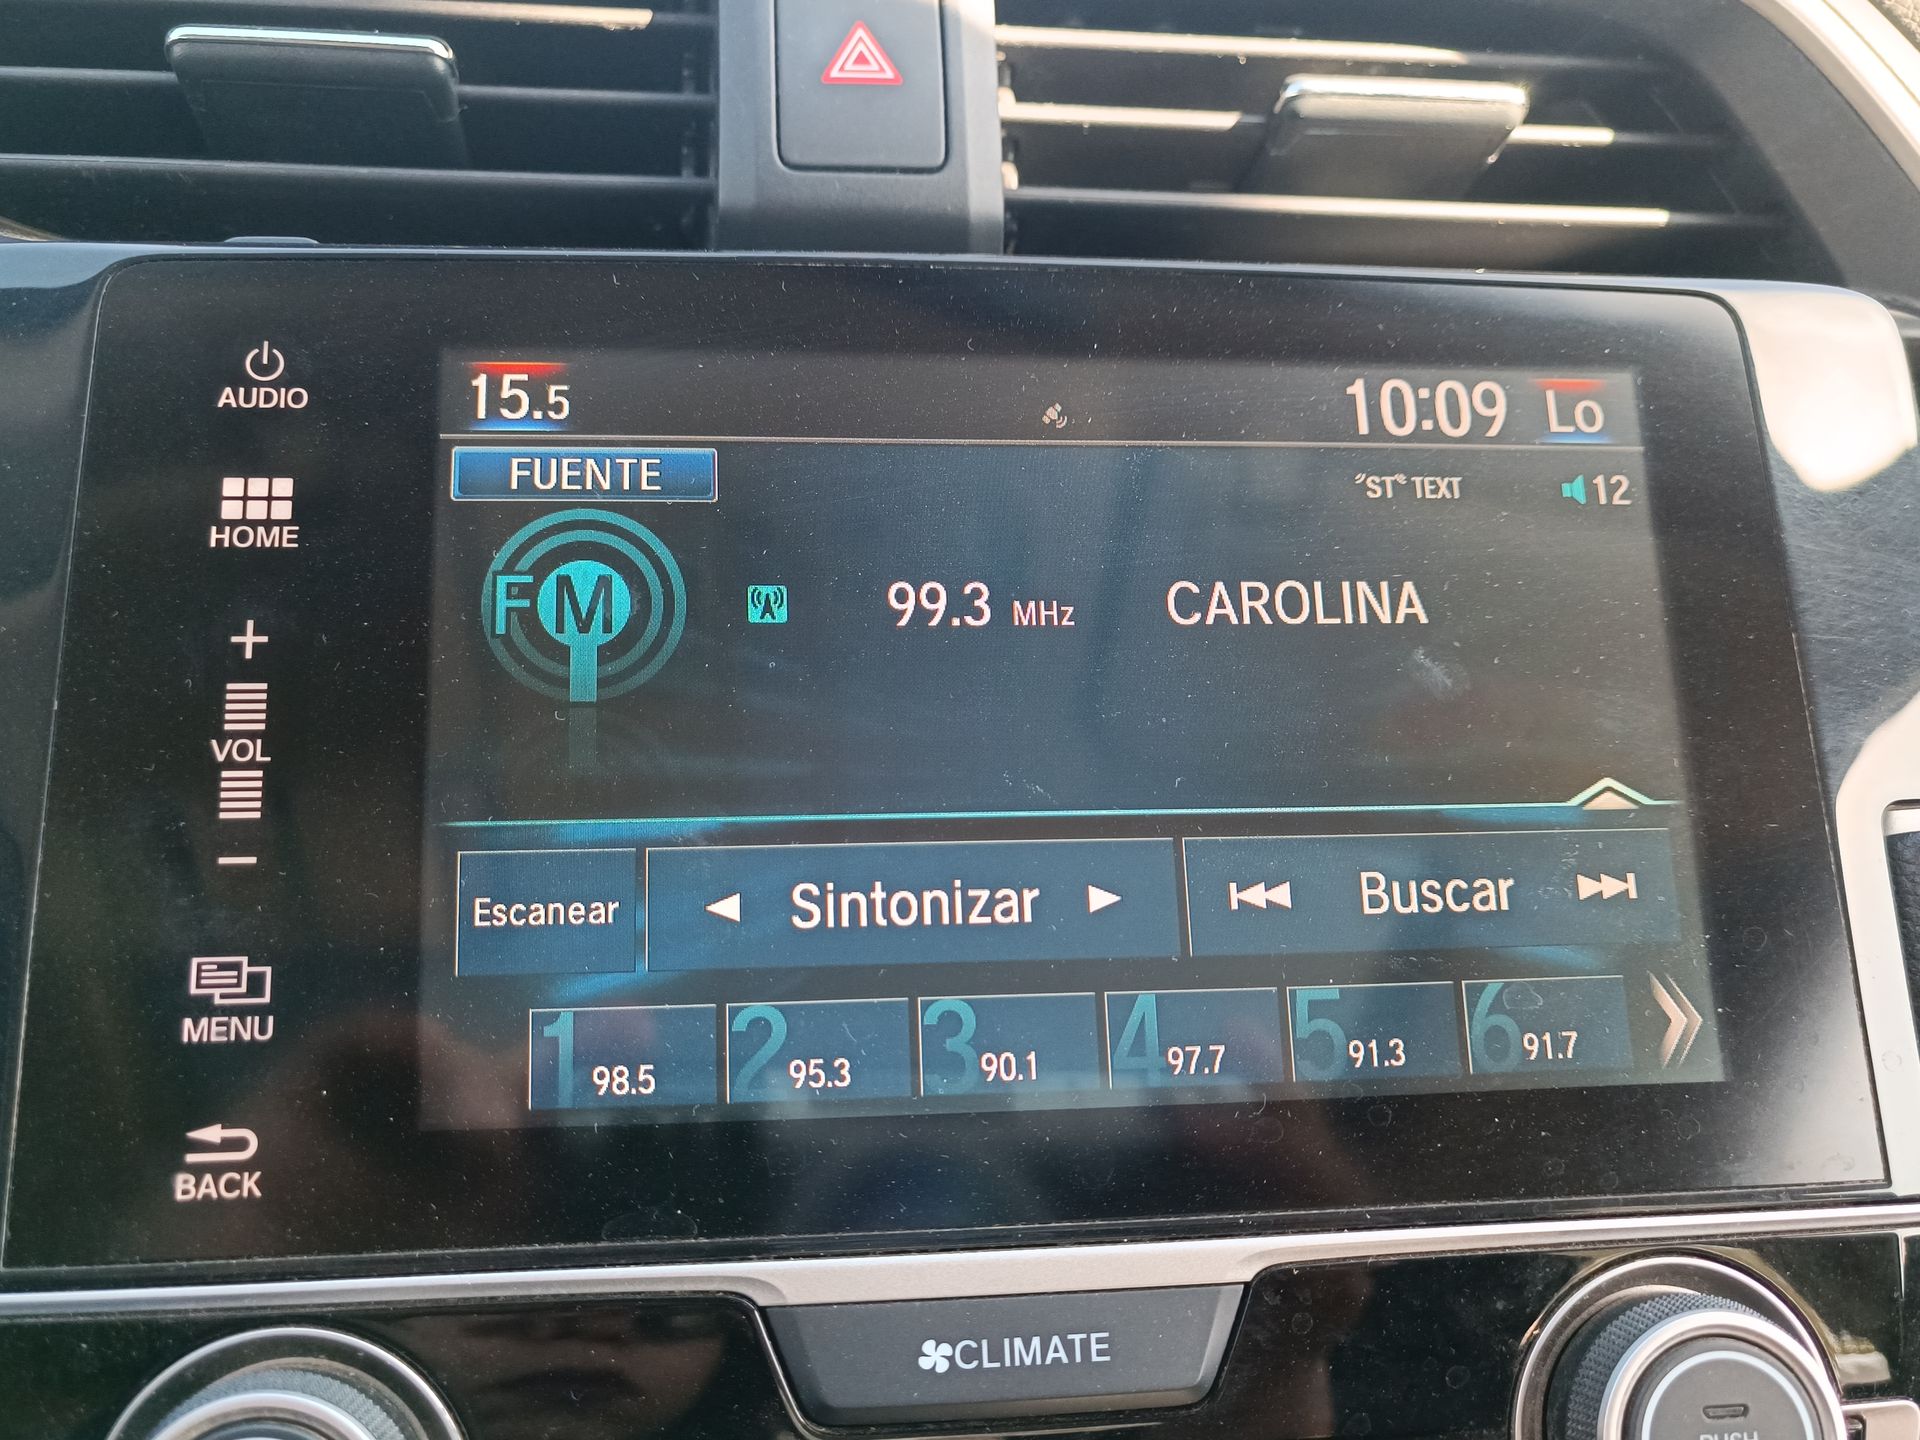 AUDIO
HOME
+
VOL
−
MENU
BACK
15.5
10:09 Lo
FUENTE
"ST" TEXT
12
FM
99.3 MHz CAROLINA
Escanear
Sintonizar
Buscar
1 98.5
2 95.3
3 90.1
4 97.7
5 91.3
6 91.7
CLIMATE
PUSH